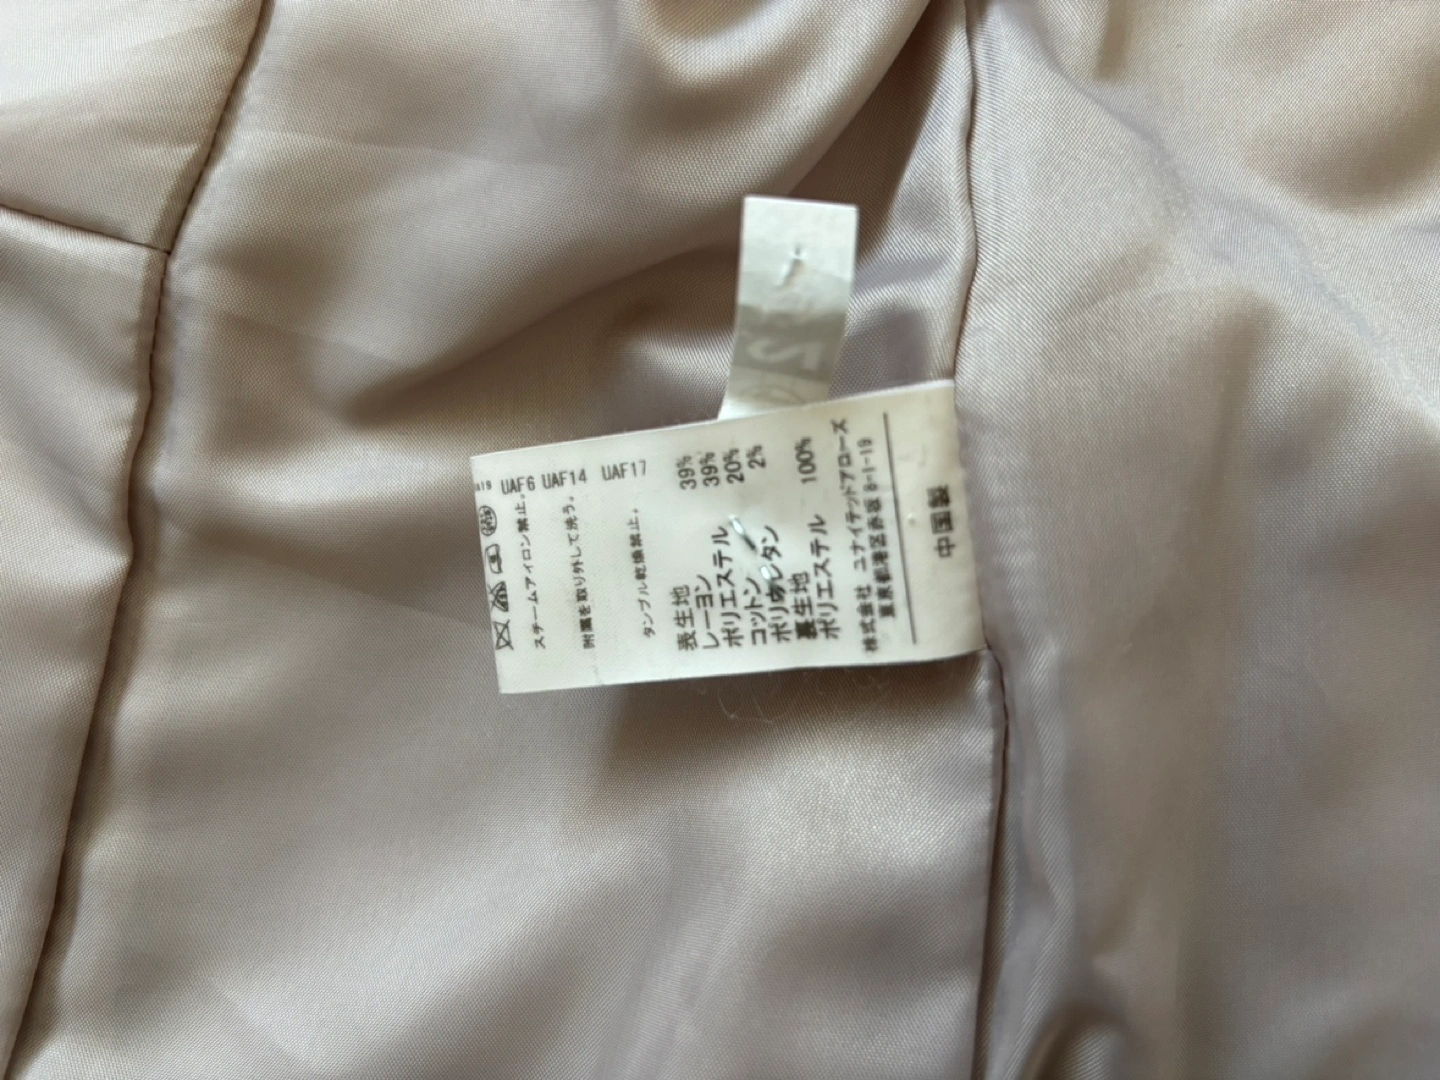 UAF6 UAF14 UAF17
スチームアイロン禁止。
附属を取り外して洗う。
タンブル乾燥禁止。
表生地
レーヨン 39%
ポリエステル 39%
コットン 20%
ポリウレタン 2%
裏生地
ポリエステル 100%
株式会社 ユナイテッドアローズ
東京都港区赤坂 8-1-19
中国製